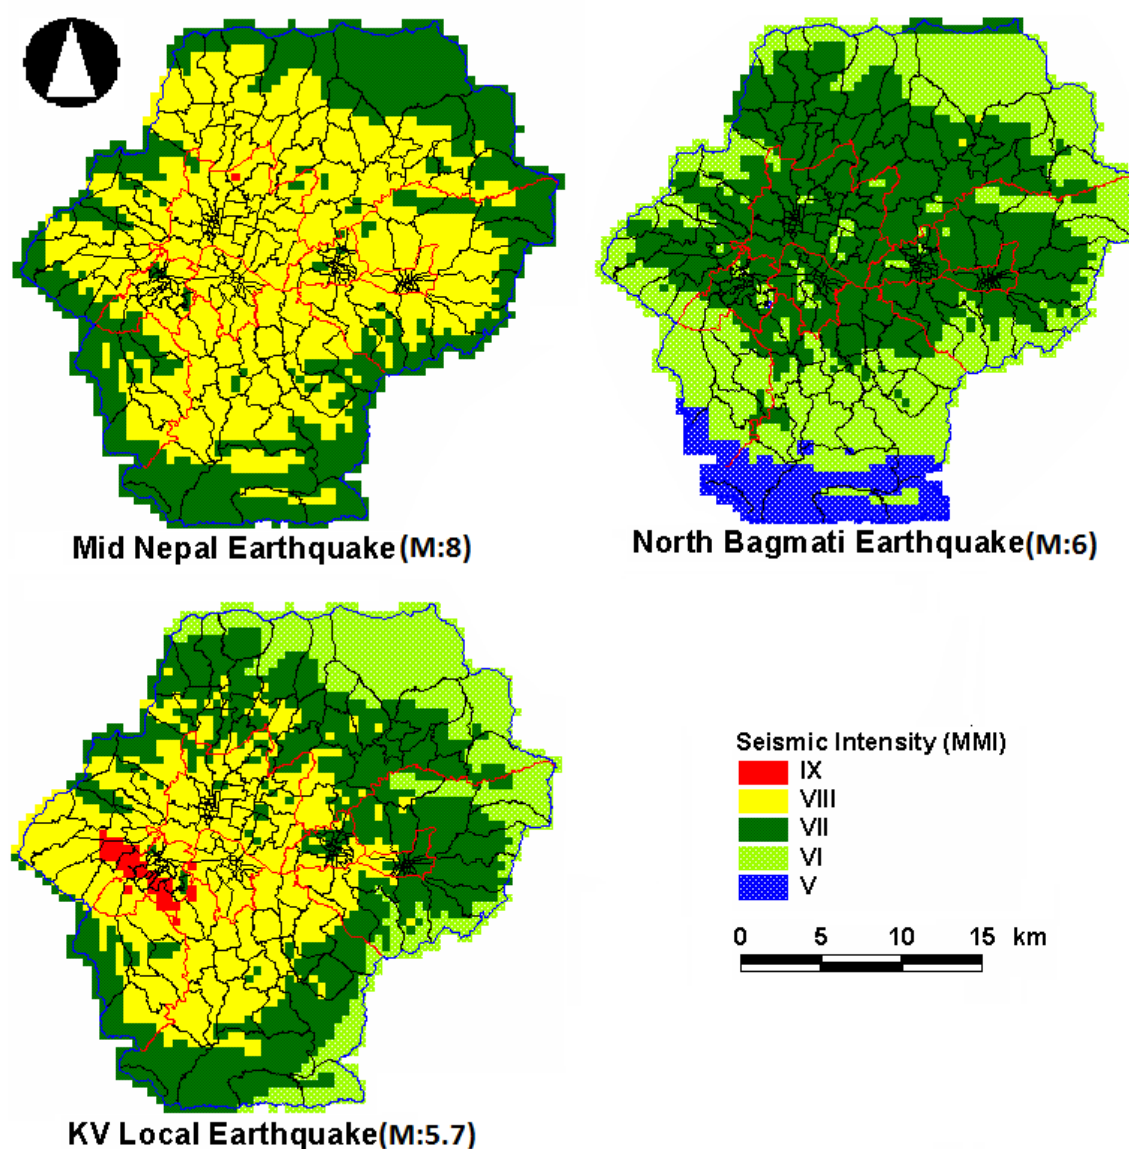 Mid Nepal Earthquake(M:8)
North Bagmati Earthquake(M:6)
Seismic Intensity (MMI)
IX
VIII
VII
VI
V
0 5 10 15 km
KV Local Earthquake(M:5.7)